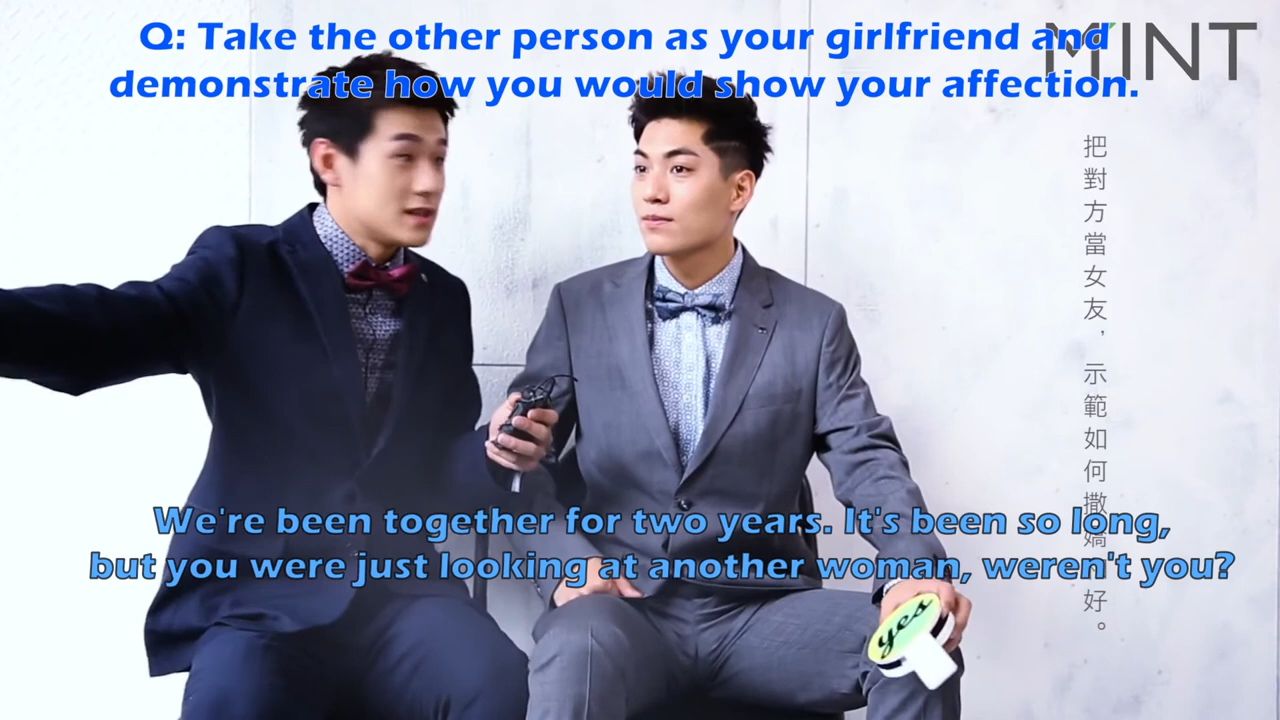 Q: Take the other person as your girlfriend and
demonstrate how you would show your affection.
MINT
把對方當女友，示範如何撒嬌好。
We're been together for two years. It's been so long,
but you were just looking at another woman, weren't you?
yes